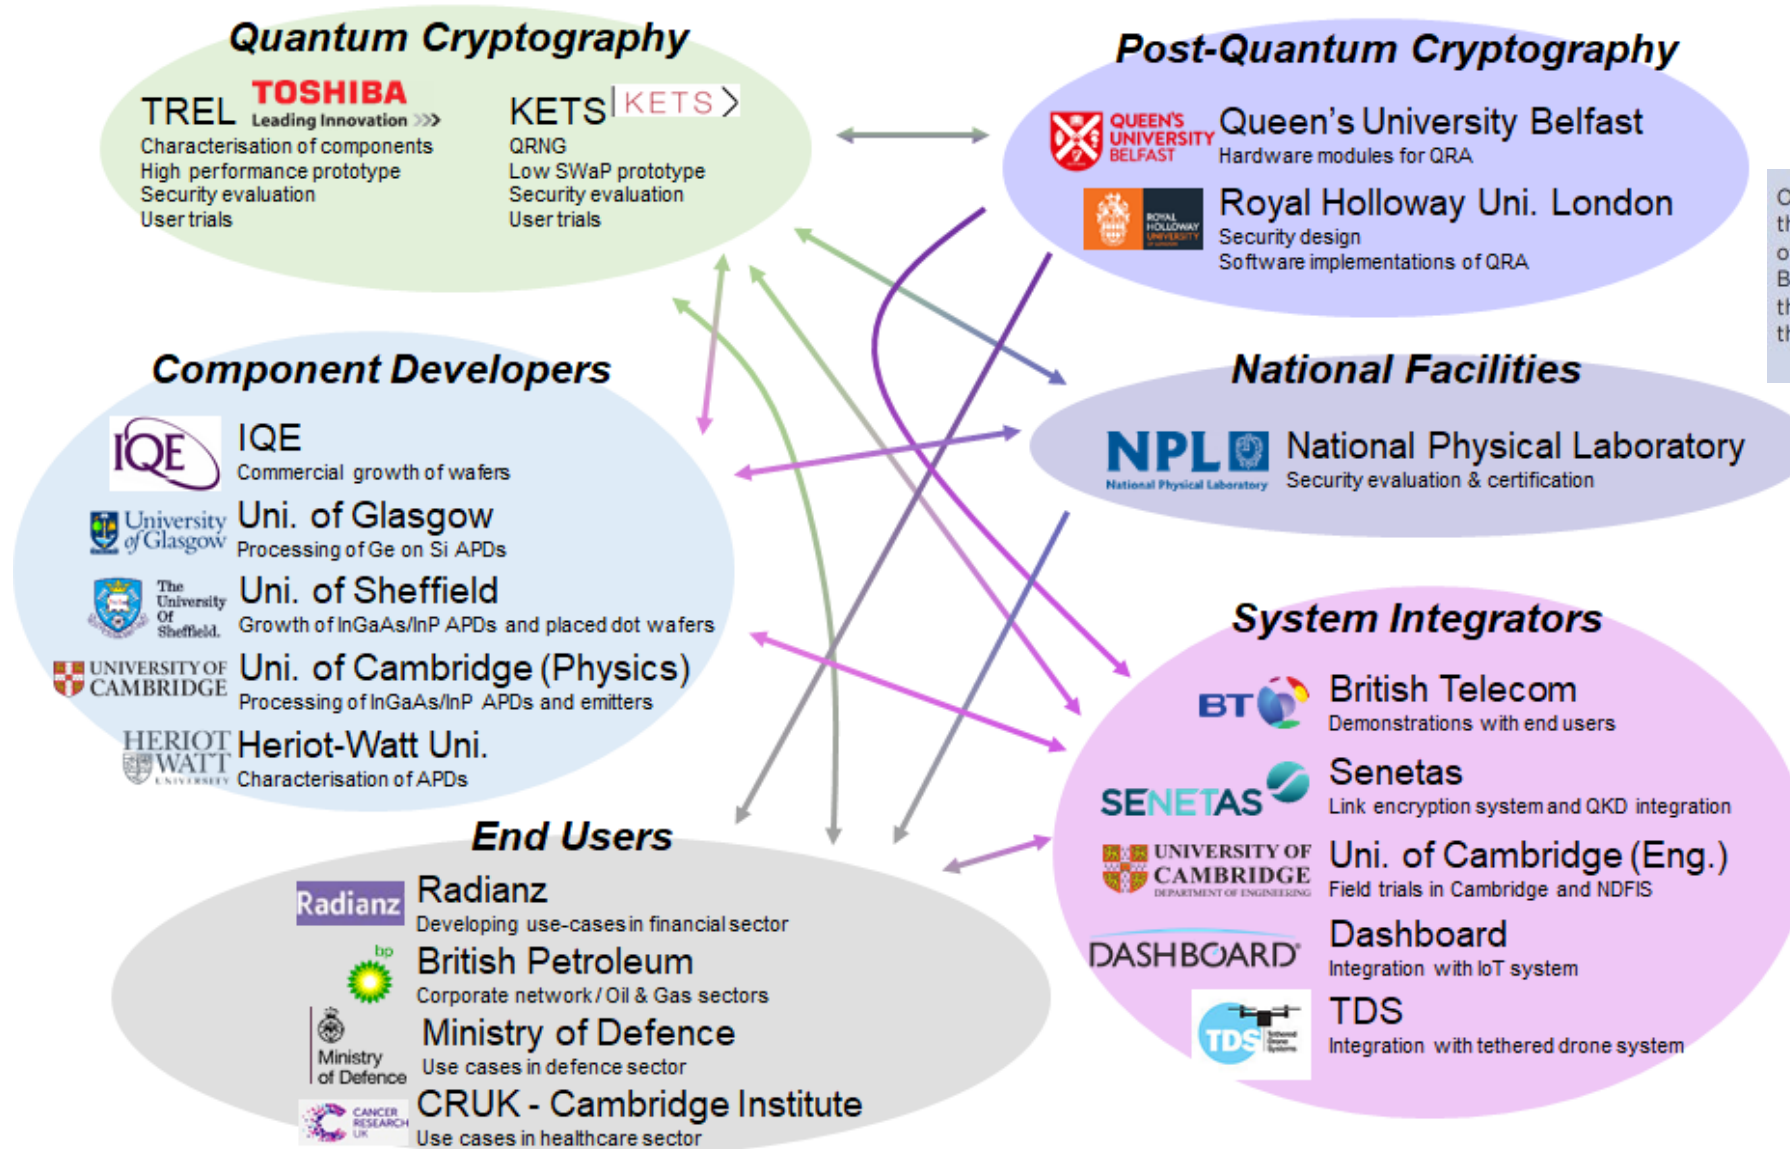 Quantum Cryptography
TREL
TOSHIBA
Leading Innovation >>>
Characterisation of components
High performance prototype
Security evaluation
User trials
KETS
KETS
QRNG
Low SWaP prototype
Security evaluation
User trials
Post-Quantum Cryptography
QUEEN'S
UNIVERSITY
BELFAST
Queen's University Belfast
Hardware modules for QRA
ROYAL
HOLLOWAY
UNIVERSITY
Royal Holloway Uni. London
Security design
Software implementations of QRA
Component Developers
IQE
IQE
Commercial growth of wafers
University
of Glasgow
Uni. of Glasgow
Processing of Ge on Si APDs
The
University
Of
Sheffield.
Uni. of Sheffield
Growth of InGaAs/InP APDs and placed dot wafers
UNIVERSITY OF
CAMBRIDGE
Uni. of Cambridge (Physics)
Processing of InGaAs/InP APDs and emitters
HERIOT
WATT
UNIVERSITY
Heriot-Watt Uni.
Characterisation of APDs
National Facilities
NPL
National Physical Laboratory
National Physical Laboratory
Security evaluation & certification
System Integrators
BT
British Telecom
Demonstrations with end users
SENETAS
Senetas
Link encryption system and QKD integration
UNIVERSITY OF
CAMBRIDGE
DEPARTMENT OF ENGINEERING
Uni. of Cambridge (Eng.)
Field trials in Cambridge and NDFIS
DASHBOARD
Dashboard
Integration with IoT system
TDS
Tethered
Drone
Systems
TDS
Integration with tethered drone system
End Users
Radianz
Radianz
Developing use-cases in financial sector
bp
British Petroleum
Corporate network / Oil & Gas sectors
Ministry
of Defence
Ministry of Defence
Use cases in defence sector
CANCER
RESEARCH
UK
CRUK - Cambridge Institute
Use cases in healthcare sector